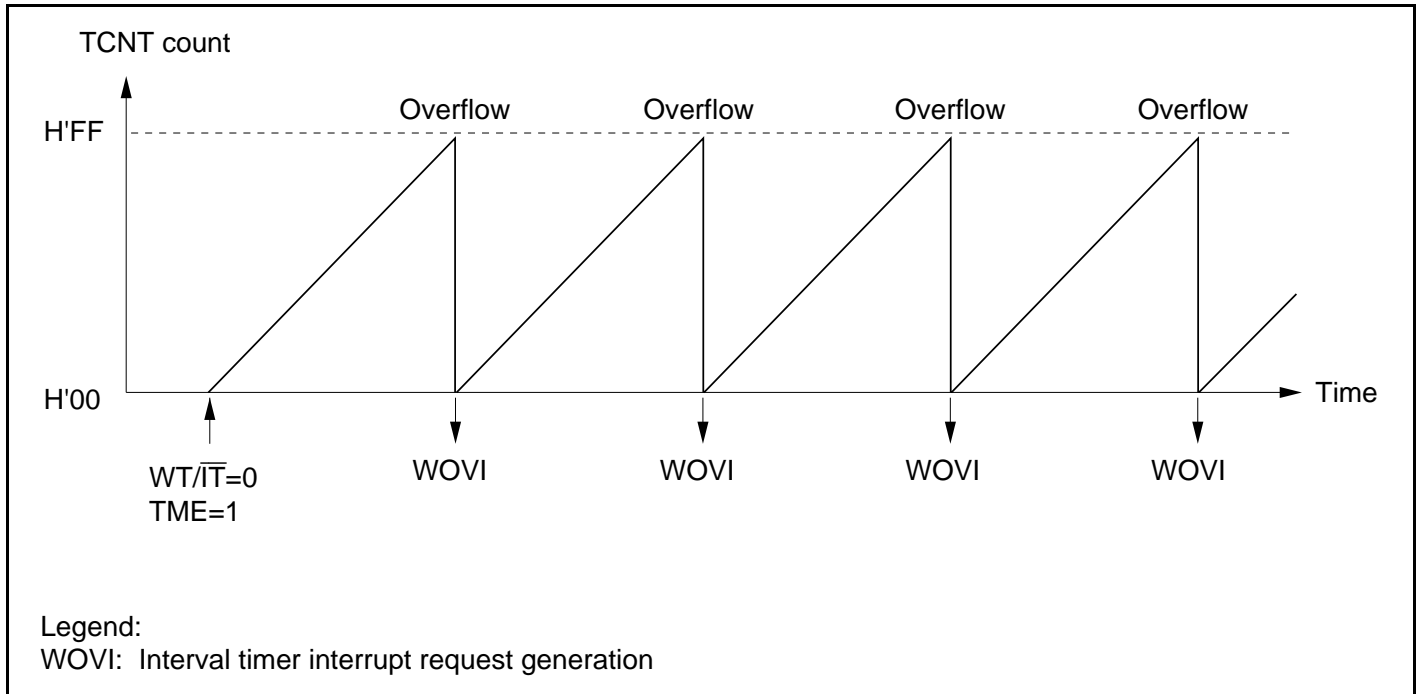 TCNT count
Overflow Overflow Overflow Overflow
H'FF
H'00
Time
WT/I̅T̅=0
TME=1
WOVI WOVI WOVI WOVI
Legend:
WOVI: Interval timer interrupt request generation